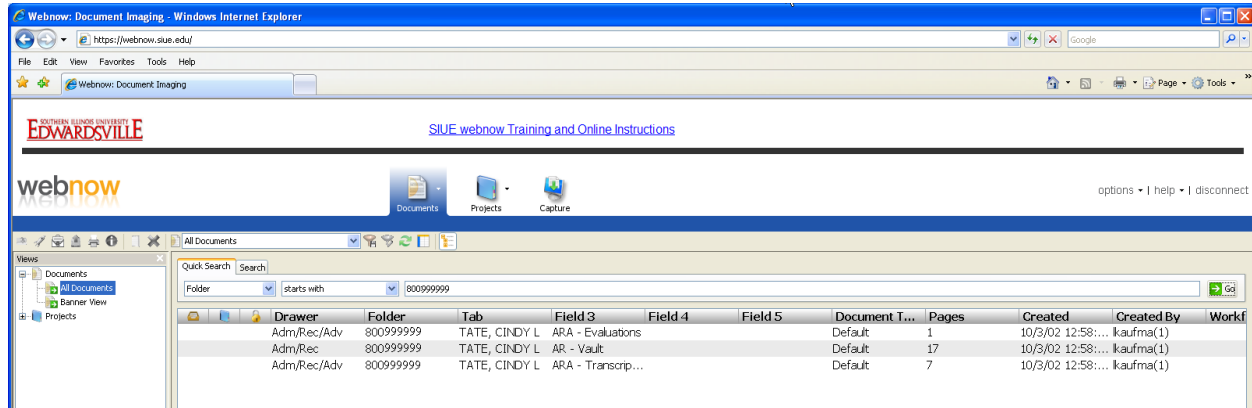 Webnow: Document Imaging - Windows Internet Explorer
https://webnow.siue.edu/
Google
File Edit View Favorites Tools Help
Webnow: Document Imaging
Page Tools
SOUTHERN ILLINOIS UNIVERSITY
EDWARDSVILLE
SIUE webnow Training and Online Instructions
webnow
Documents Projects Capture
options | help | disconnect
All Documents
Views
Quick Search Search
Documents
All Documents
Banner View
Projects
Folder starts with 800999999 Go
Drawer Folder Tab Field 3 Field 4 Field 5 Document T... Pages Created Created By Workf
Adm/Rec/Adv 800999999 TATE, CINDY L ARA - Evaluations Default 1 10/3/02 12:58:... lkaufma(1)
Adm/Rec 800999999 TATE, CINDY L AR - Vault Default 17 10/3/02 12:58:... lkaufma(1)
Adm/Rec/Adv 800999999 TATE, CINDY L ARA - Transcrip... Default 7 10/3/02 12:58:... lkaufma(1)